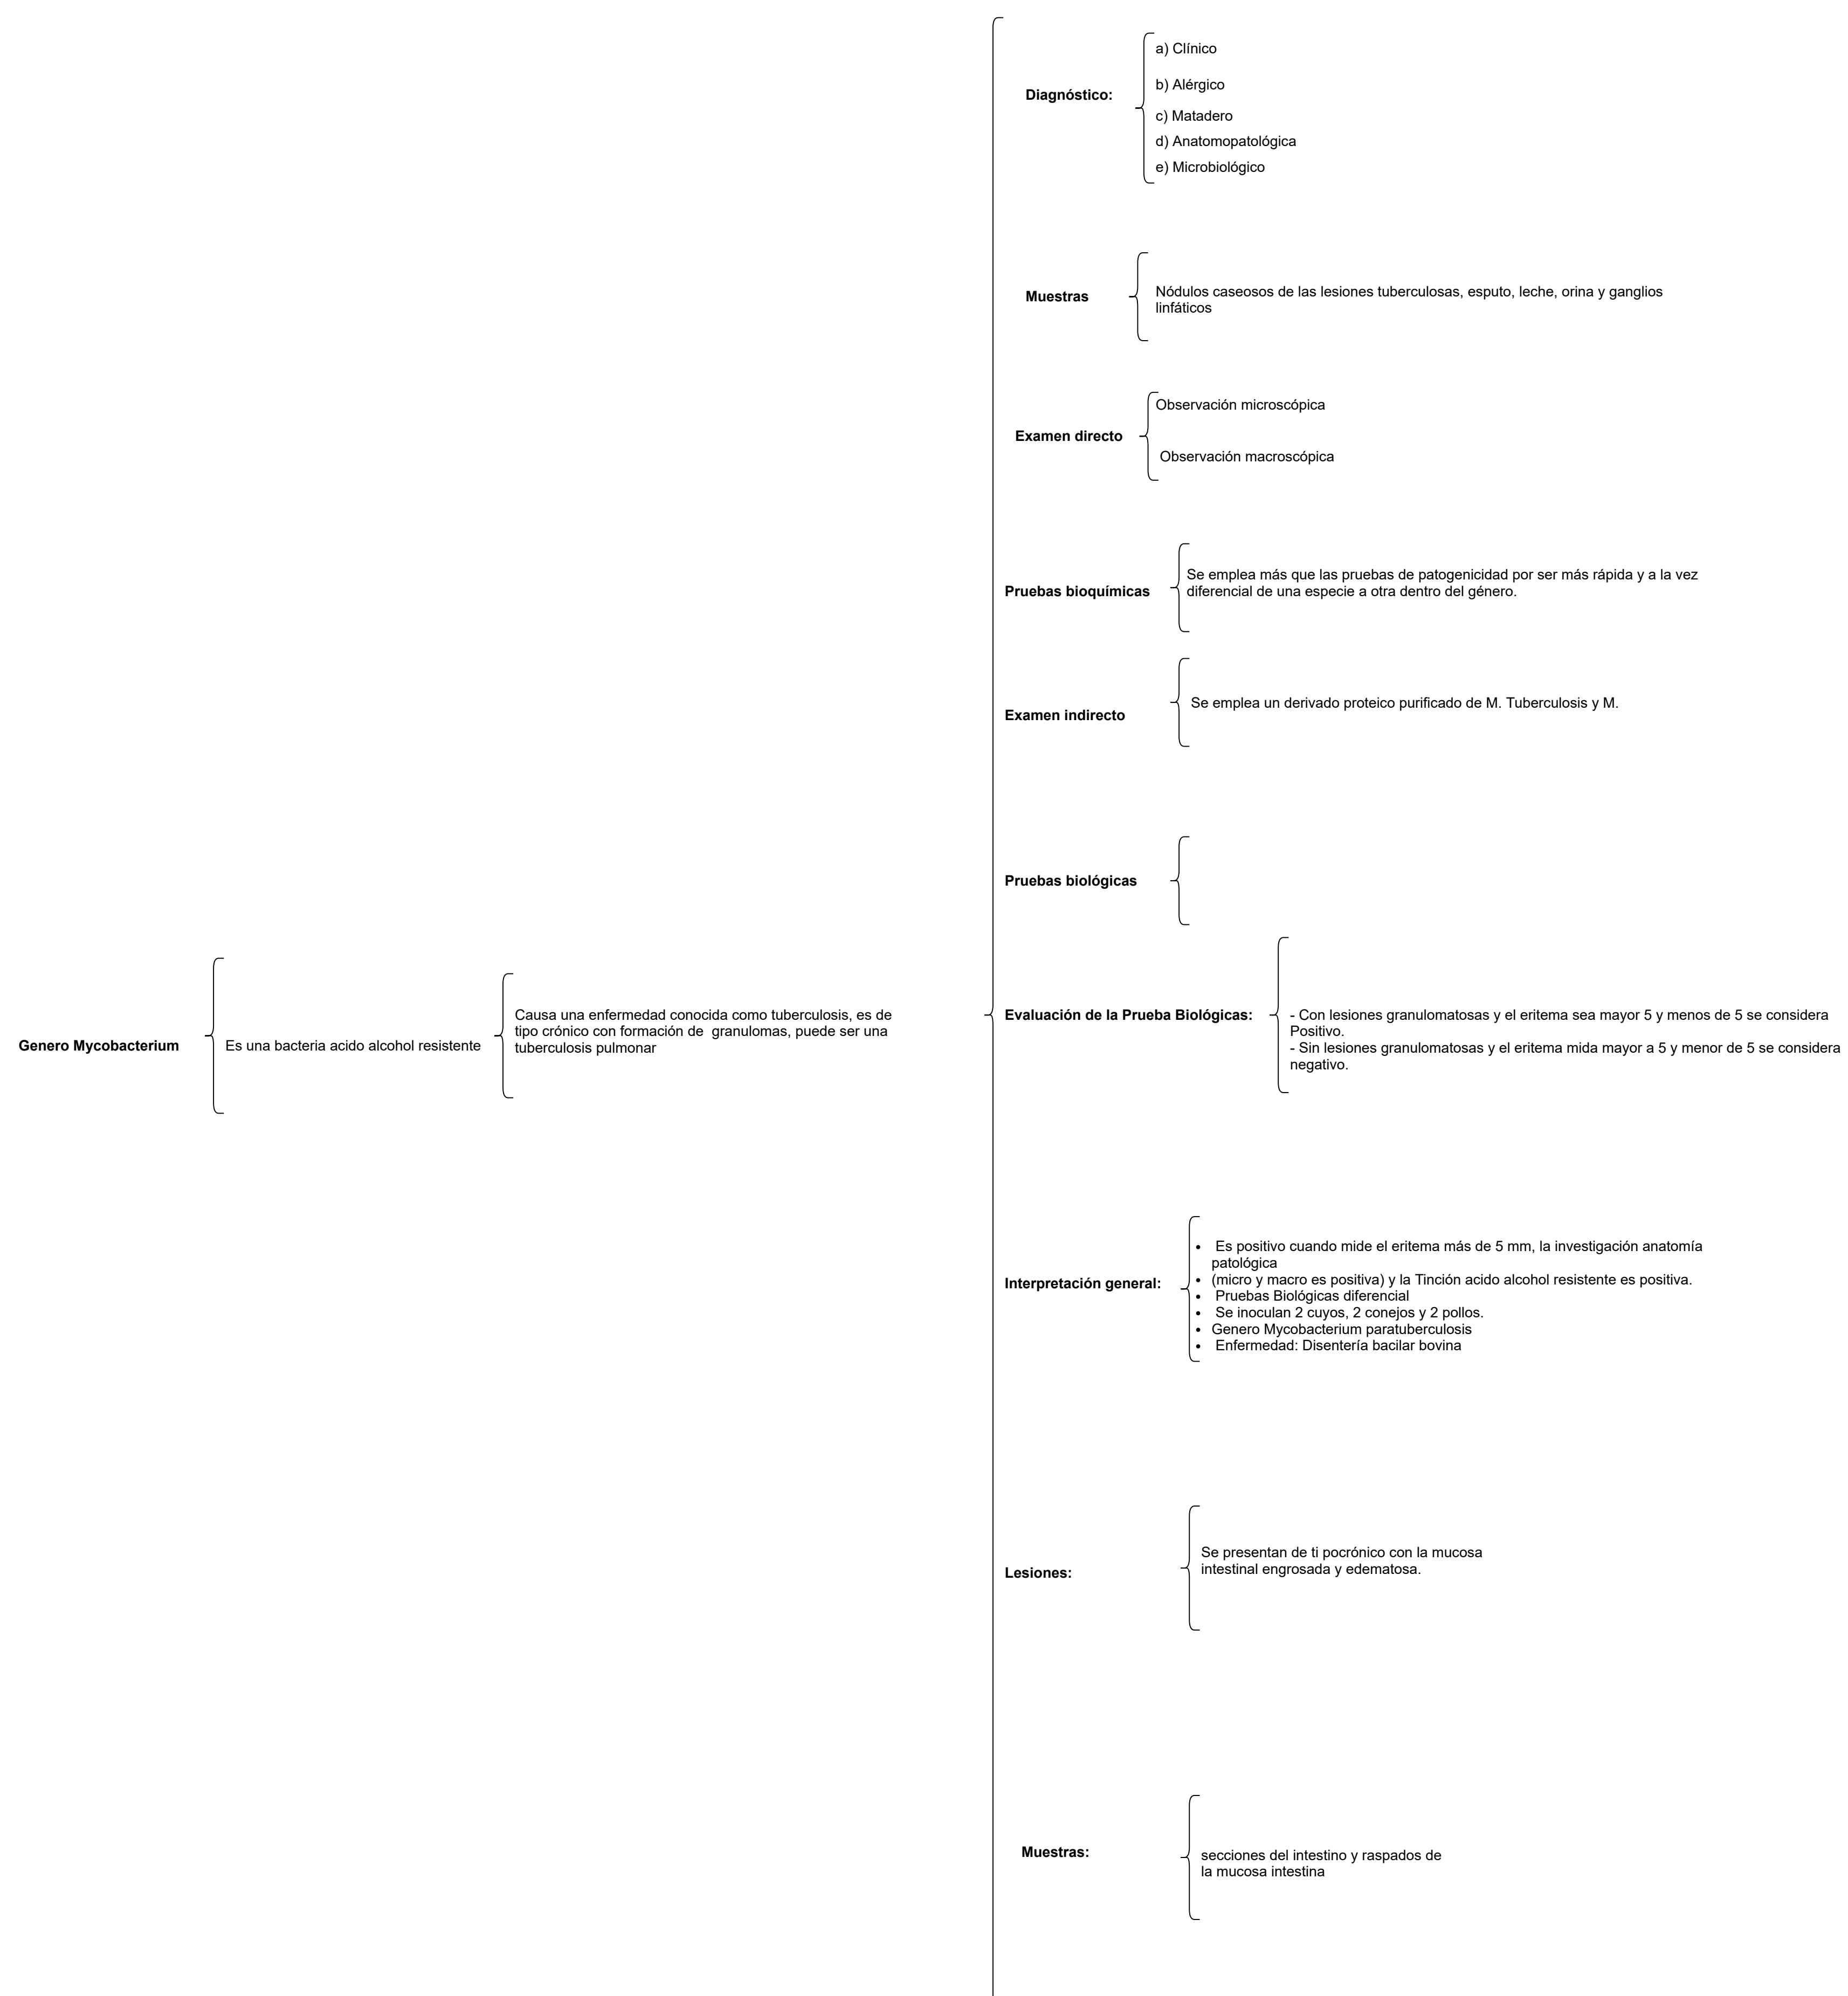 Genero Mycobacterium
Es una bacteria acido alcohol resistente
Causa una enfermedad conocida como tuberculosis, es de
tipo crónico con formación de  granulomas, puede ser una
tuberculosis pulmonar
Diagnóstico:
a) Clínico
b) Alérgico
c) Matadero
d) Anatomopatológica
e) Microbiológico
Muestras
Nódulos caseosos de las lesiones tuberculosas, esputo, leche, orina y ganglios
linfáticos
Examen directo
Observación microscópica
Observación macroscópica
Pruebas bioquímicas
Se emplea más que las pruebas de patogenicidad por ser más rápida y a la vez
diferencial de una especie a otra dentro del género.
Examen indirecto
Se emplea un derivado proteico purificado de M. Tuberculosis y M.
Pruebas biológicas
Evaluación de la Prueba Biológicas:
- Con lesiones granulomatosas y el eritema sea mayor 5 y menos de 5 se considera
Positivo.
- Sin lesiones granulomatosas y el eritema mida mayor a 5 y menor de 5 se considera
negativo.
Interpretación general:
• Es positivo cuando mide el eritema más de 5 mm, la investigación anatomía
patológica
• (micro y macro es positiva) y la Tinción acido alcohol resistente es positiva.
• Pruebas Biológicas diferencial
• Se inoculan 2 cuyos, 2 conejos y 2 pollos.
• Genero Mycobacterium paratuberculosis
• Enfermedad: Disentería bacilar bovina
Lesiones:
Se presentan de ti pocrónico con la mucosa
intestinal engrosada y edematosa.
Muestras:
secciones del intestino y raspados de
la mucosa intestina